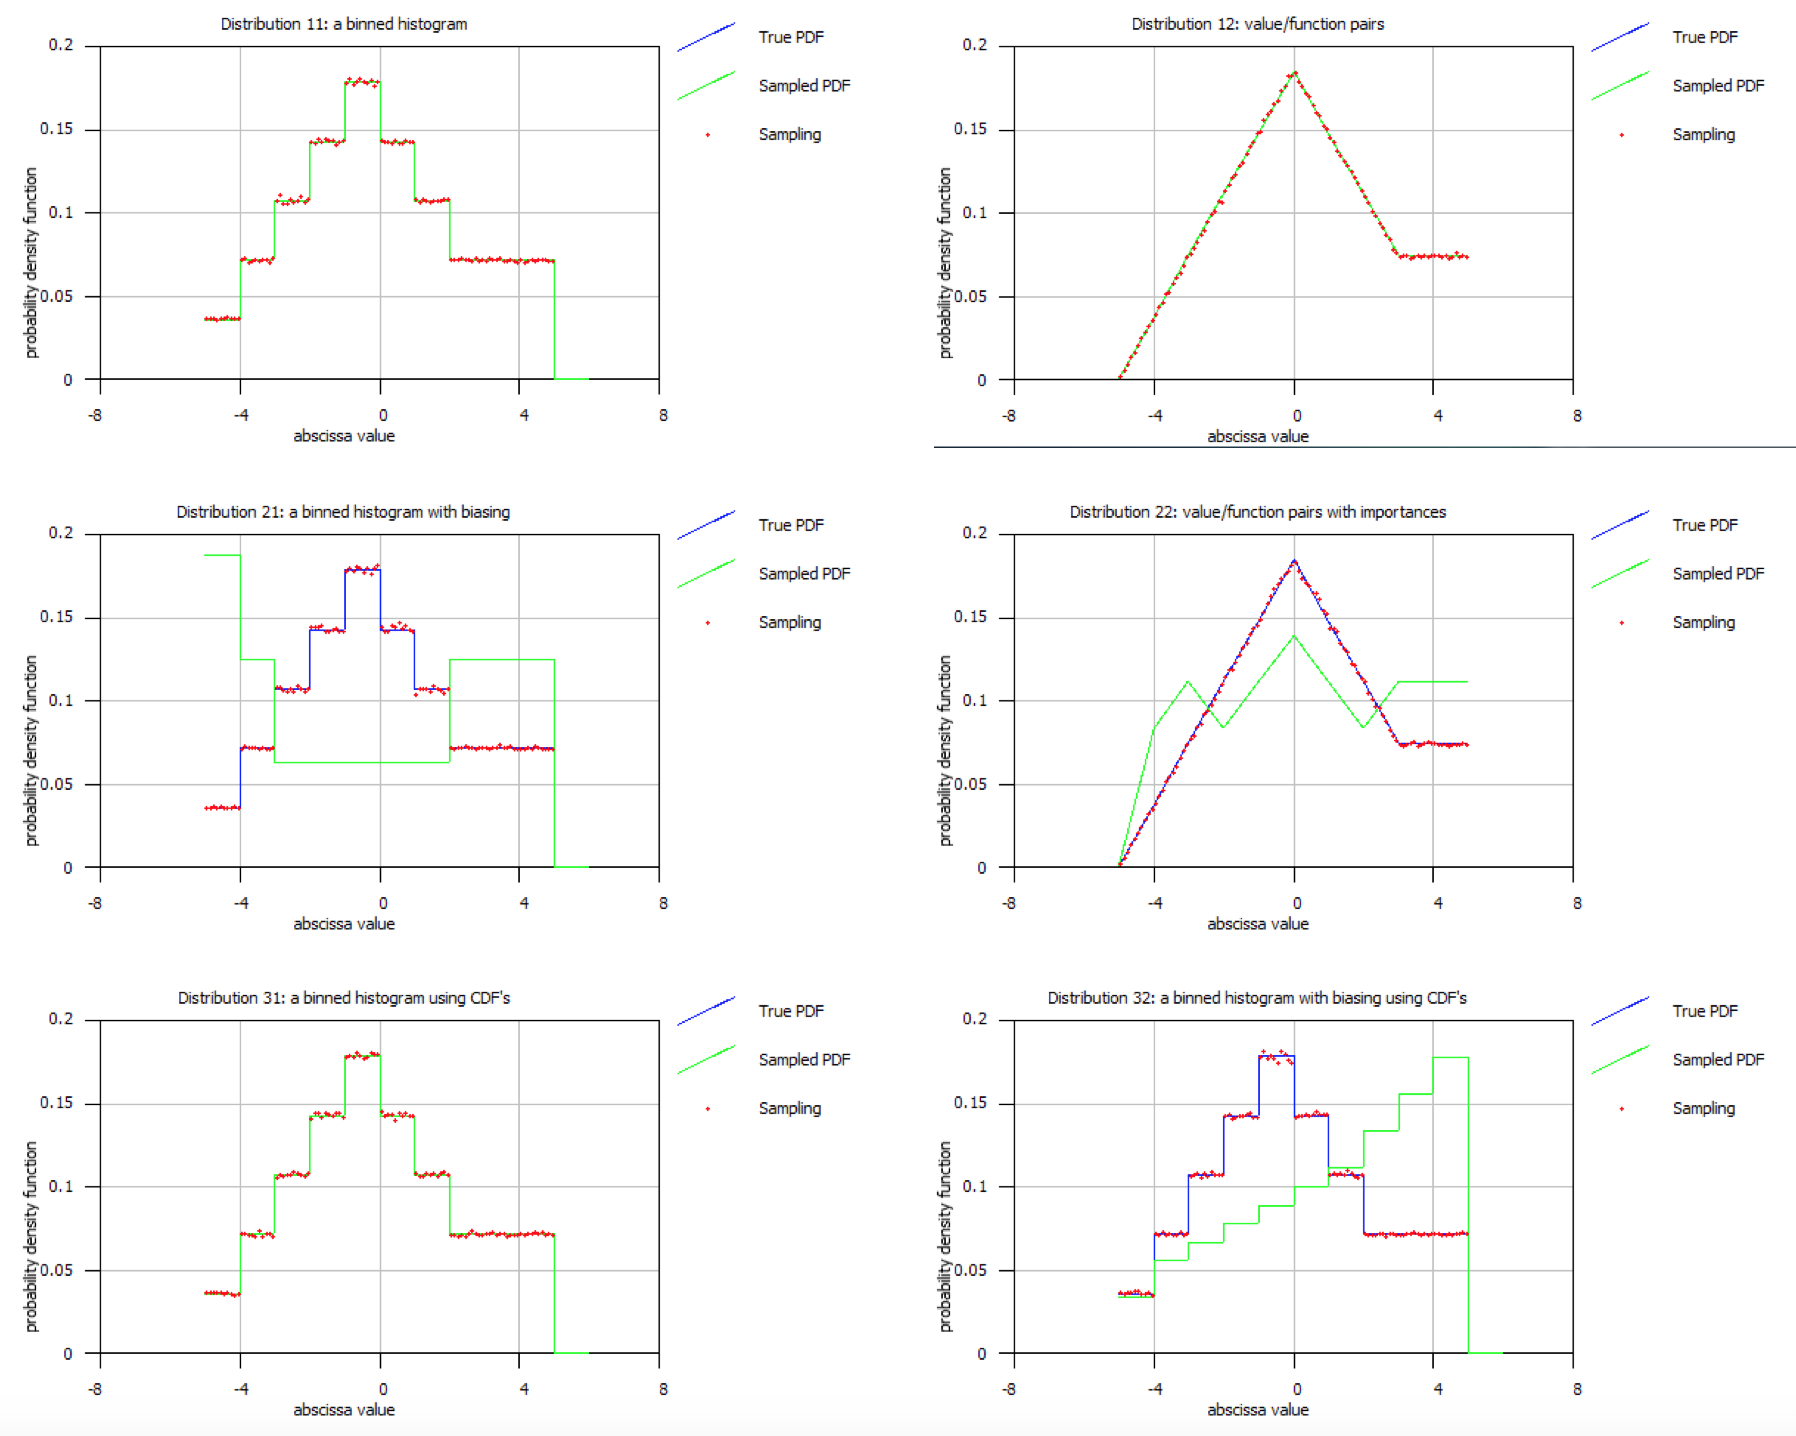 Distribution 11: a binned histogram
True PDF
Sampled PDF
Sampling
0.2
0.15
0.1
0.05
0
-8
-4
0
4
8
probability density function
abscissa value
Distribution 12: value/function pairs
True PDF
Sampled PDF
Sampling
0.2
0.15
0.1
0.05
0
-8
-4
0
4
8
probability density function
abscissa value
Distribution 21: a binned histogram with biasing
True PDF
Sampled PDF
Sampling
0.2
0.15
0.1
0.05
0
-8
-4
0
4
8
probability density function
abscissa value
Distribution 22: value/function pairs with importances
True PDF
Sampled PDF
Sampling
0.2
0.15
0.1
0.05
0
-8
-4
0
4
8
probability density function
abscissa value
Distribution 31: a binned histogram using CDF's
True PDF
Sampled PDF
Sampling
0.2
0.15
0.1
0.05
0
-8
-4
0
4
8
probability density function
abscissa value
Distribution 32: a binned histogram with biasing using CDF's
True PDF
Sampled PDF
Sampling
0.2
0.15
0.1
0.05
0
-8
-4
0
4
8
probability density function
abscissa value